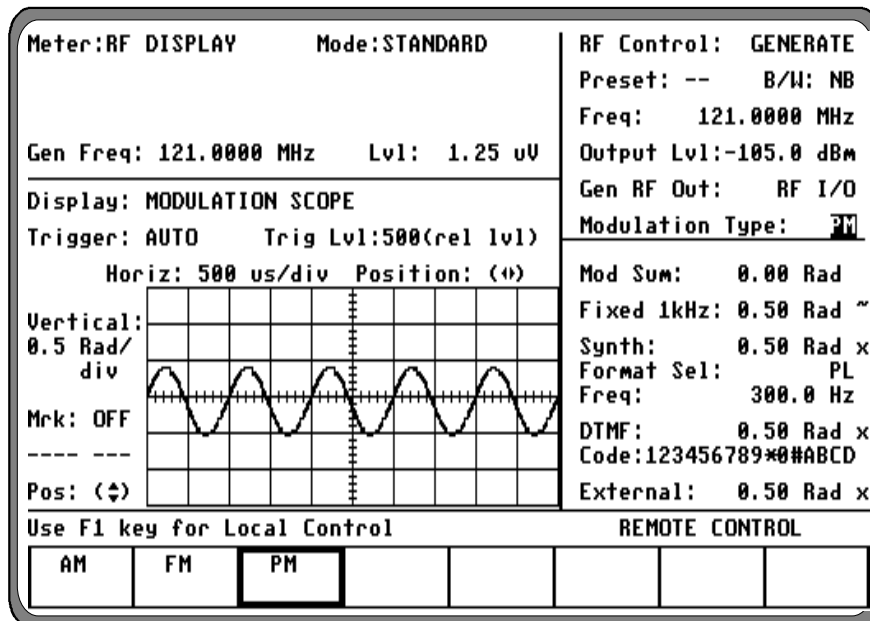 Meter:RF DISPLAY Mode:STANDARD
Gen Freq: 121.0000 MHz Lvl: 1.25 uV
Display: MODULATION SCOPE
Trigger: AUTO Trig Lvl:500(rel lvl)
Horiz: 500 us/div Position: (↔)
Vertical:
0.5 Rad/
div
Mrk: OFF
---- ---
Pos: (↕)
RF Control: GENERATE
Preset: -- B/W: NB
Freq: 121.0000 MHz
Output Lvl:-105.0 dBm
Gen RF Out: RF I/O
Modulation Type: PM
Mod Sum: 0.00 Rad
Fixed 1kHz: 0.50 Rad ~
Synth: 0.50 Rad x
Format Sel: PL
Freq: 300.0 Hz
DTMF: 0.50 Rad x
Code:123456789*0#ABCD
External: 0.50 Rad x
Use F1 key for Local Control REMOTE CONTROL
AM FM PM